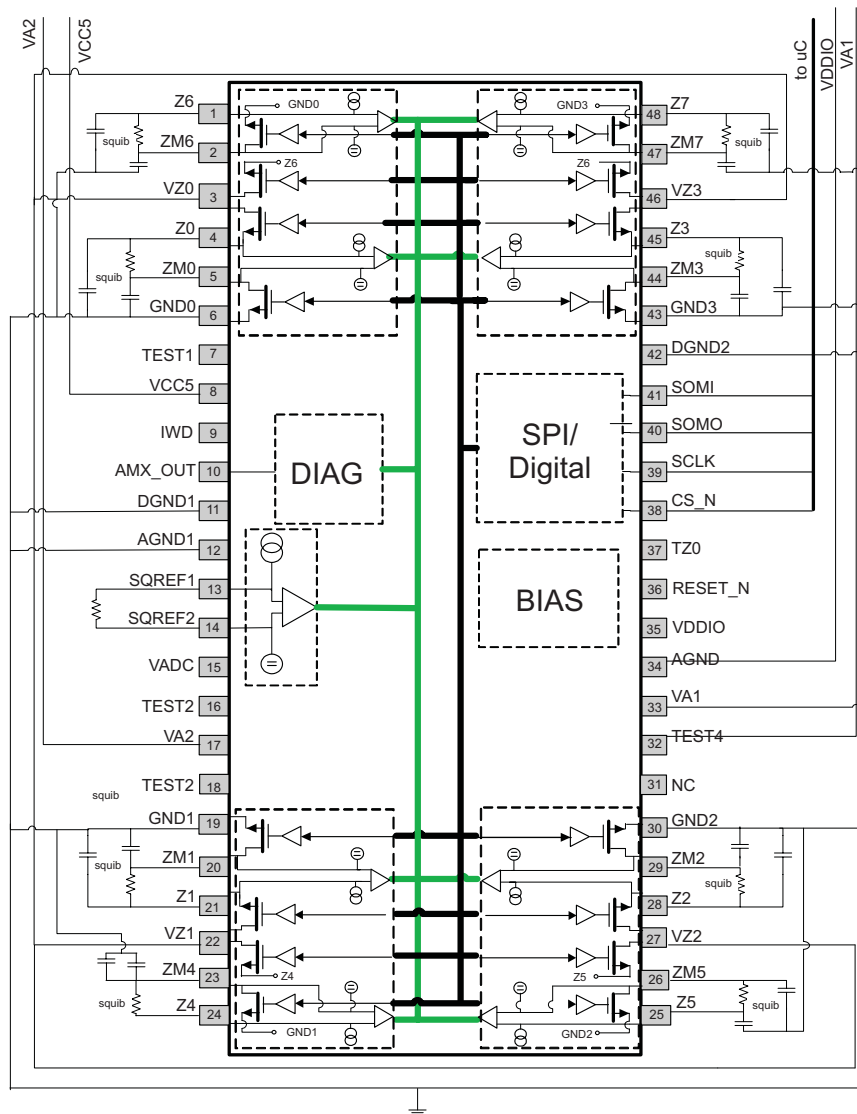 VA2
VCC5
to uC
VDDIO
VA1
Z6 1
squib
ZM6 2
VZ0 3
Z0 4
squib
ZM0 5
GND0 6
TEST1 7
VCC5 8
IWD 9
AMX_OUT 10
DGND1 11
AGND1 12
SQREF1 13
SQREF2 14
VADC 15
TEST2 16
VA2 17
TEST2 18
squib
GND1 19
squib
ZM1 20
Z1 21
VZ1 22
ZM4 23
squib
Z4 24
GND0
Z6
GND3
Z6
DIAG
SPI/
Digital
BIAS
Z4
GND1
Z5
GND2
48 Z7
squib
47 ZM7
46 VZ3
45 Z3
squib
44 ZM3
43 GND3
42 DGND2
41 SOMI
40 SOMO
39 SCLK
38 CS_N
37 TZ0
36 RESET_N
35 VDDIO
34 AGND
33 VA1
32 TEST4
31 NC
30 GND2
29 ZM2
squib
28 Z2
27 VZ2
26 ZM5
squib
25 Z5